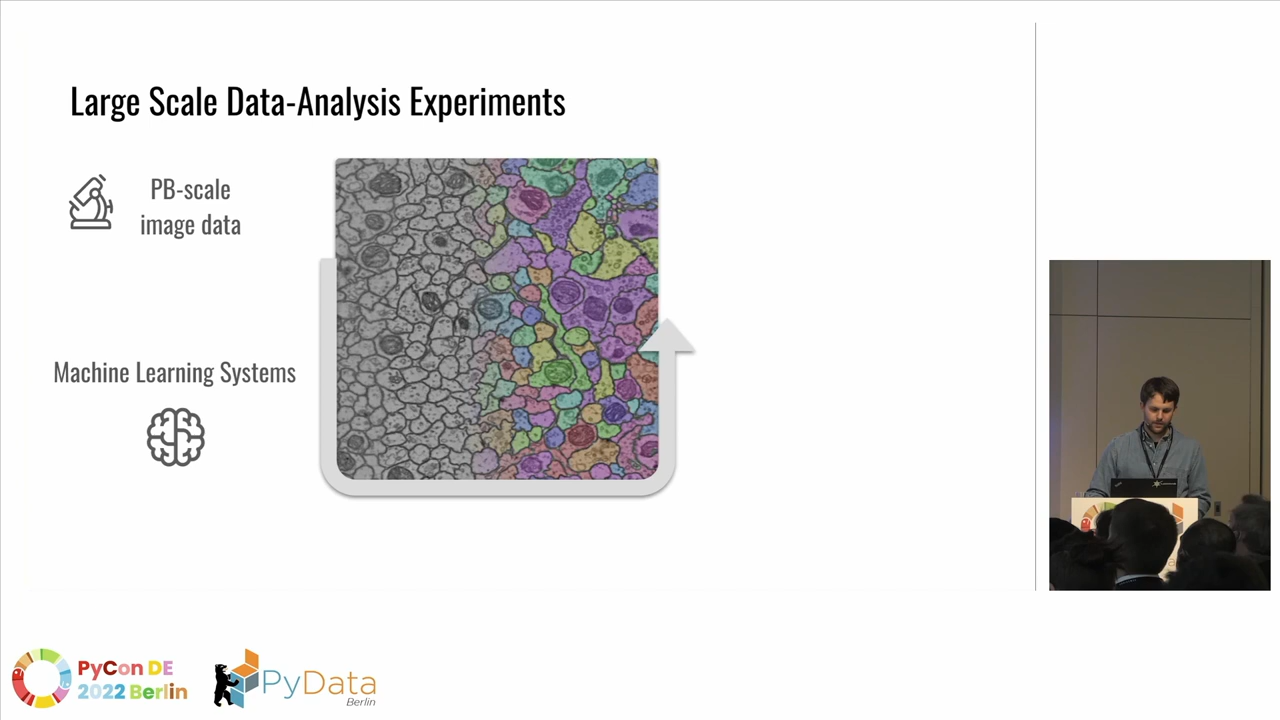 Large Scale Data-Analysis Experiments
PB-scale
image data
Machine Learning Systems
PyCon DE
2022 Berlin
PyData
Berlin